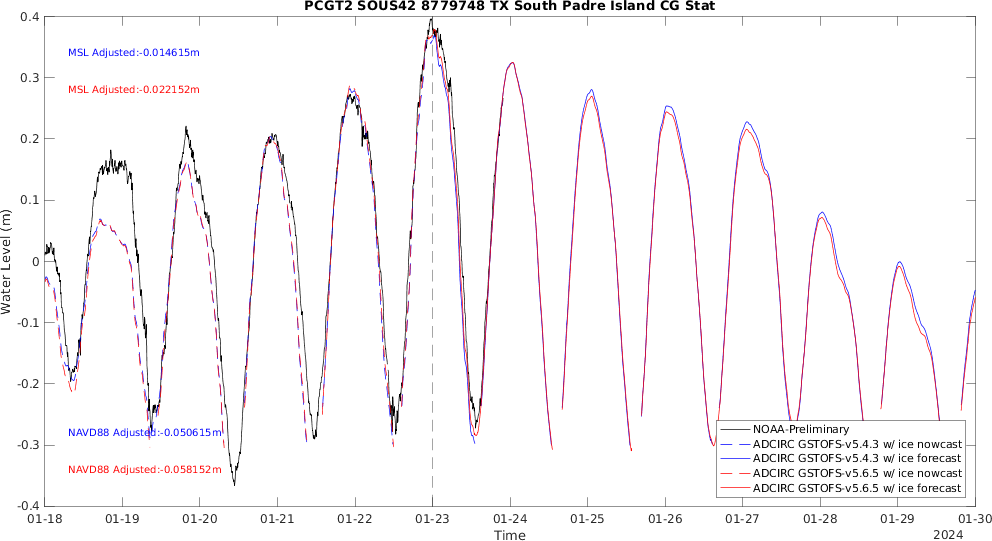 PCGT2 SOUS42 8779748 TX South Padre Island CG Stat
0.4
0.3
0.2
0.1
0
-0.1
-0.2
-0.3
-0.4
Water Level (m)
MSL Adjusted:-0.014615m
MSL Adjusted:-0.022152m
NAVD88 Adjusted:-0.050615m
NAVD88 Adjusted:-0.058152m
NOAA-Preliminary
ADCIRC GSTOFS-v5.4.3 w/ ice nowcast
ADCIRC GSTOFS-v5.4.3 w/ ice forecast
ADCIRC GSTOFS-v5.6.5 w/ ice nowcast
ADCIRC GSTOFS-v5.6.5 w/ ice forecast
01-18 01-19 01-20 01-21 01-22 01-23 01-24 01-25 01-26 01-27 01-28 01-29 01-30
Time
2024